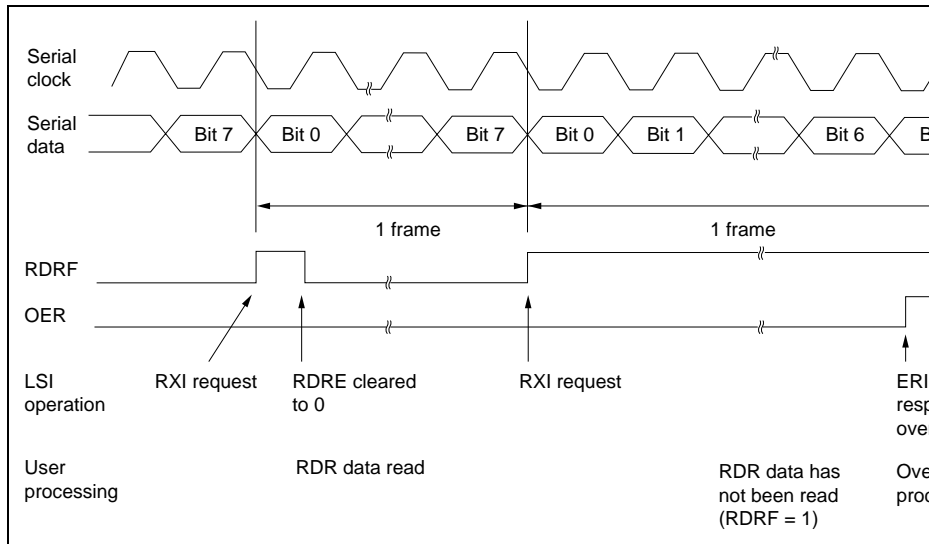 Serial
clock
Serial
data
Bit 7
Bit 0
Bit 7
Bit 0
Bit 1
Bit 6
1 frame
1 frame
RDRF
OER
LSI
operation
RXI request
RDRE cleared
to 0
RXI request
ERI
User
processing
RDR data read
RDR data has
not been read
(RDRF = 1)